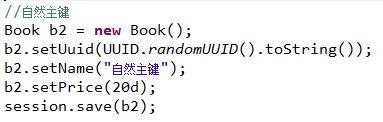 //自然主键
Book b2 = new Book();
b2.setUuid(UUID.randomUUID().toString());
b2.setName("自然主键");
b2.setPrice(20d);
session.save(b2);